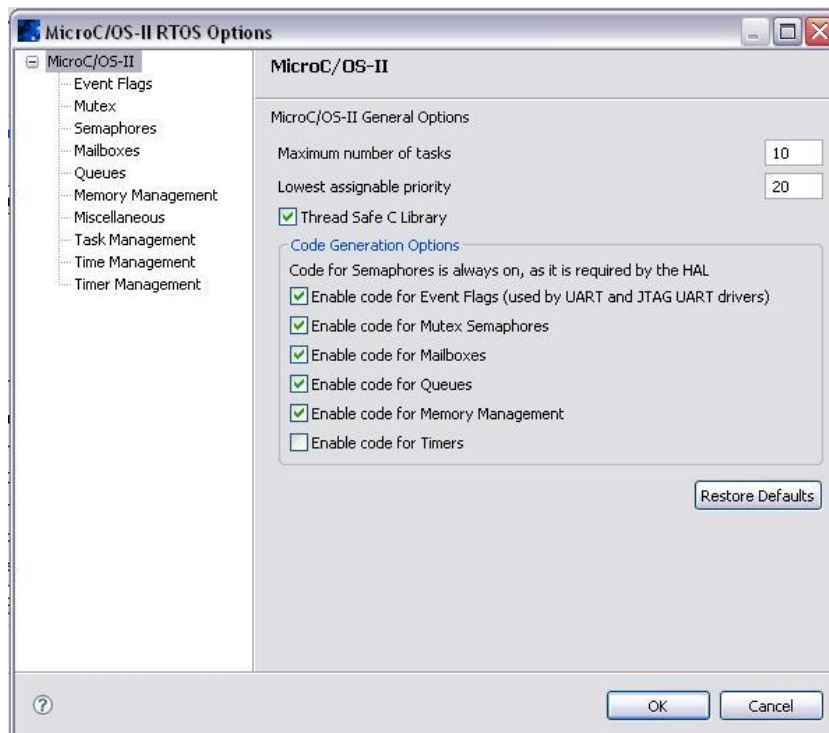 MicroC/OS-II RTOS Options
MicroC/OS-II
Event Flags
Mutex
Semaphores
Mailboxes
Queues
Memory Management
Miscellaneous
Task Management
Time Management
Timer Management
MicroC/OS-II
MicroC/OS-II General Options
Maximum number of tasks 10
Lowest assignable priority 20
Thread Safe C Library
Code Generation Options
Code for Semaphores is always on, as it is required by the HAL
Enable code for Event Flags (used by UART and JTAG UART drivers)
Enable code for Mutex Semaphores
Enable code for Mailboxes
Enable code for Queues
Enable code for Memory Management
Enable code for Timers
Restore Defaults
? OK Cancel